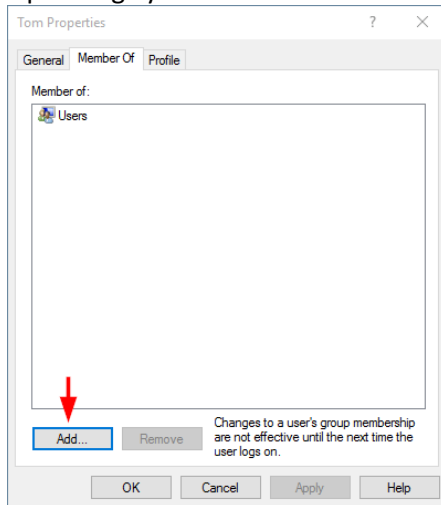 Tom Properties ? ×
General Member Of Profile
Member of:
Users
Add... Remove
Changes to a user's group membership
are not effective until the next time the
user logs on.
OK Cancel Apply Help